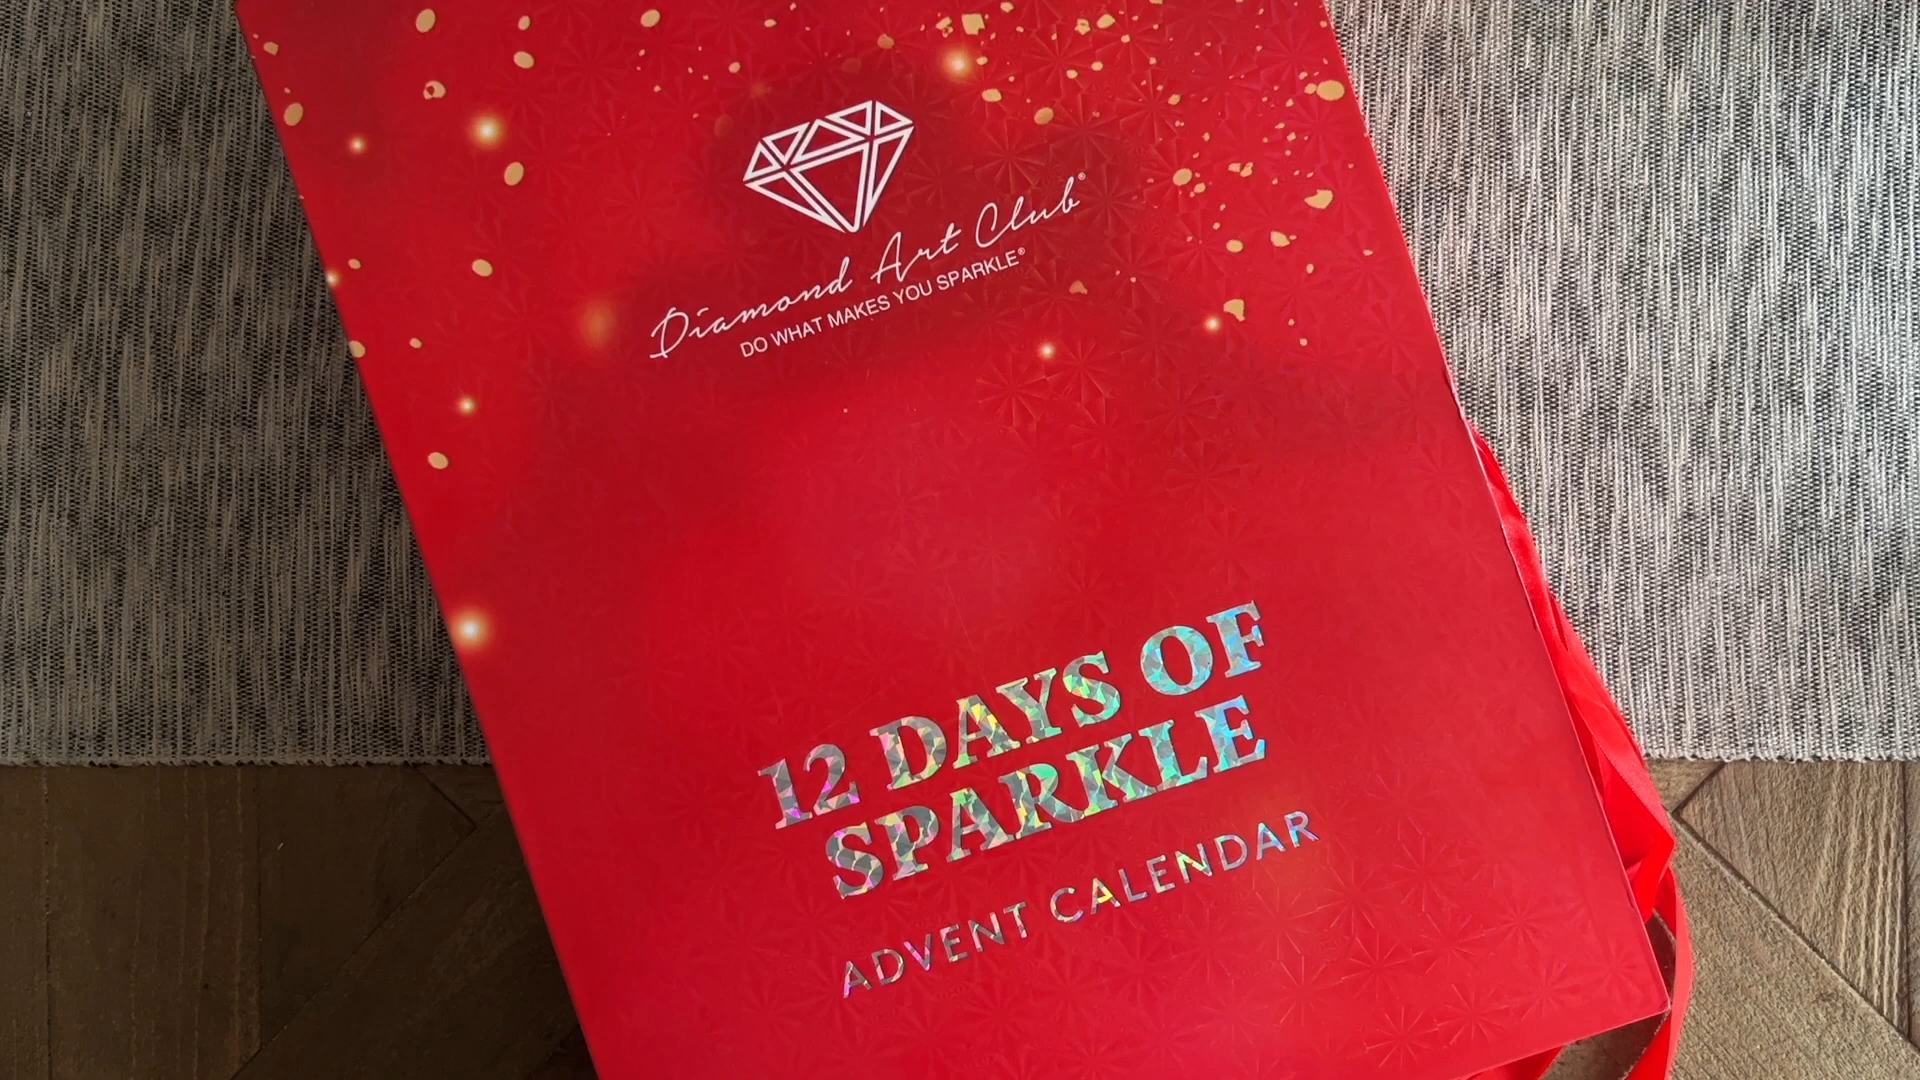 Diamond Art Club®
DO WHAT MAKES YOU SPARKLE®
12 DAYS OF
SPARKLE
ADVENT CALENDAR